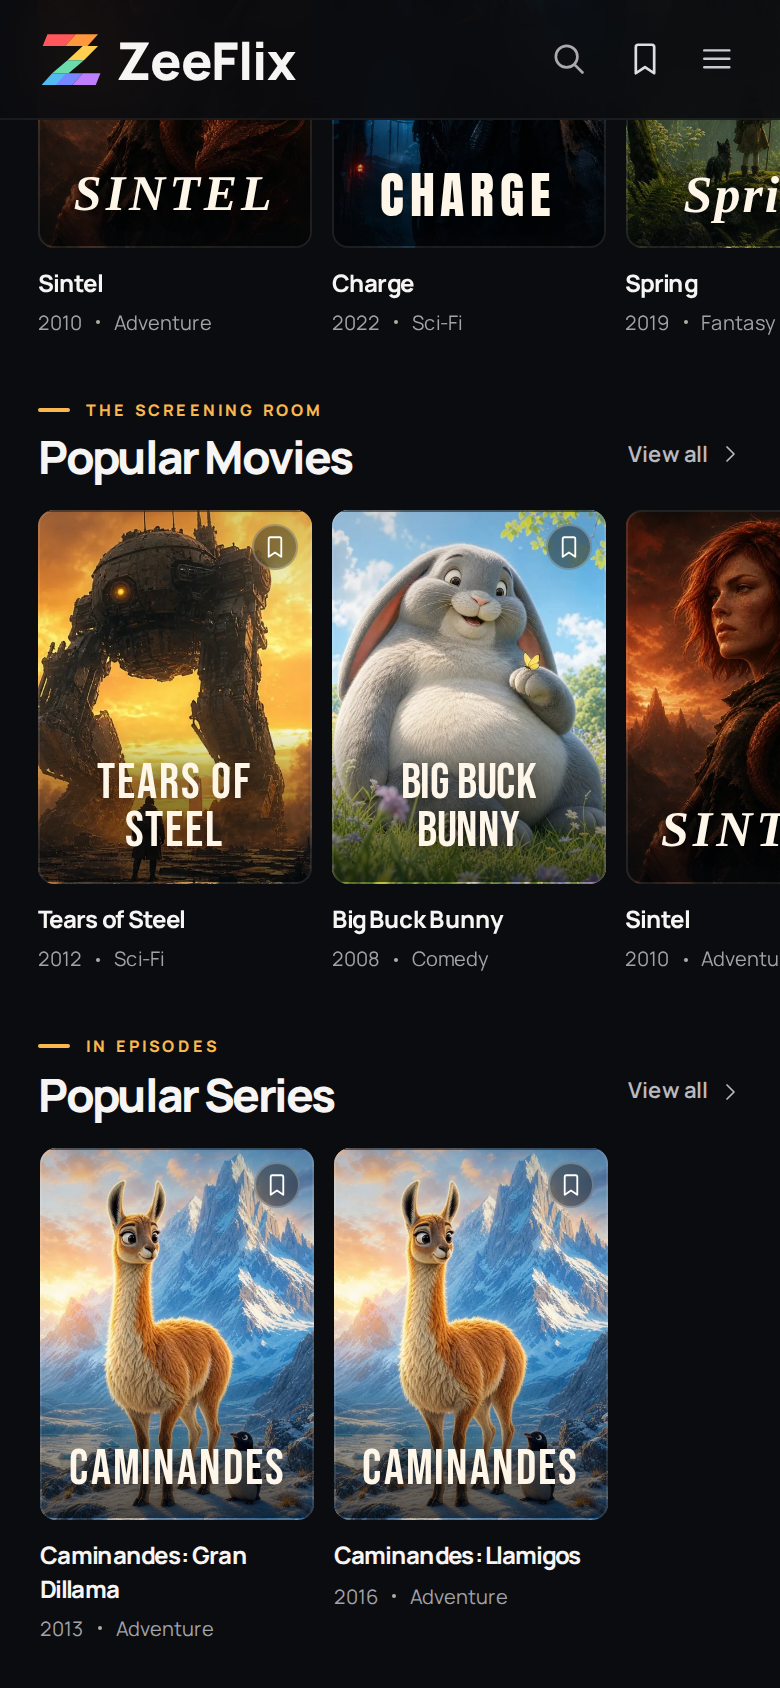 ZeeFlix
SINTEL
CHARGE
Spri
Sintel
Charge
Spring
2010 • Adventure
2022 • Sci-Fi
2019 • Fantasy
THE SCREENING ROOM
Popular Movies
View all
TEARS OF
STEEL
BIG BUCK
BUNNY
SINT
Tears of Steel
Big Buck Bunny
Sintel
2012 • Sci-Fi
2008 • Comedy
2010 • Adventu
IN EPISODES
Popular Series
View all
CAMINANDES
CAMINANDES
Caminandes: Gran
Dillama
Caminandes: Llamigos
2013 • Adventure
2016 • Adventure